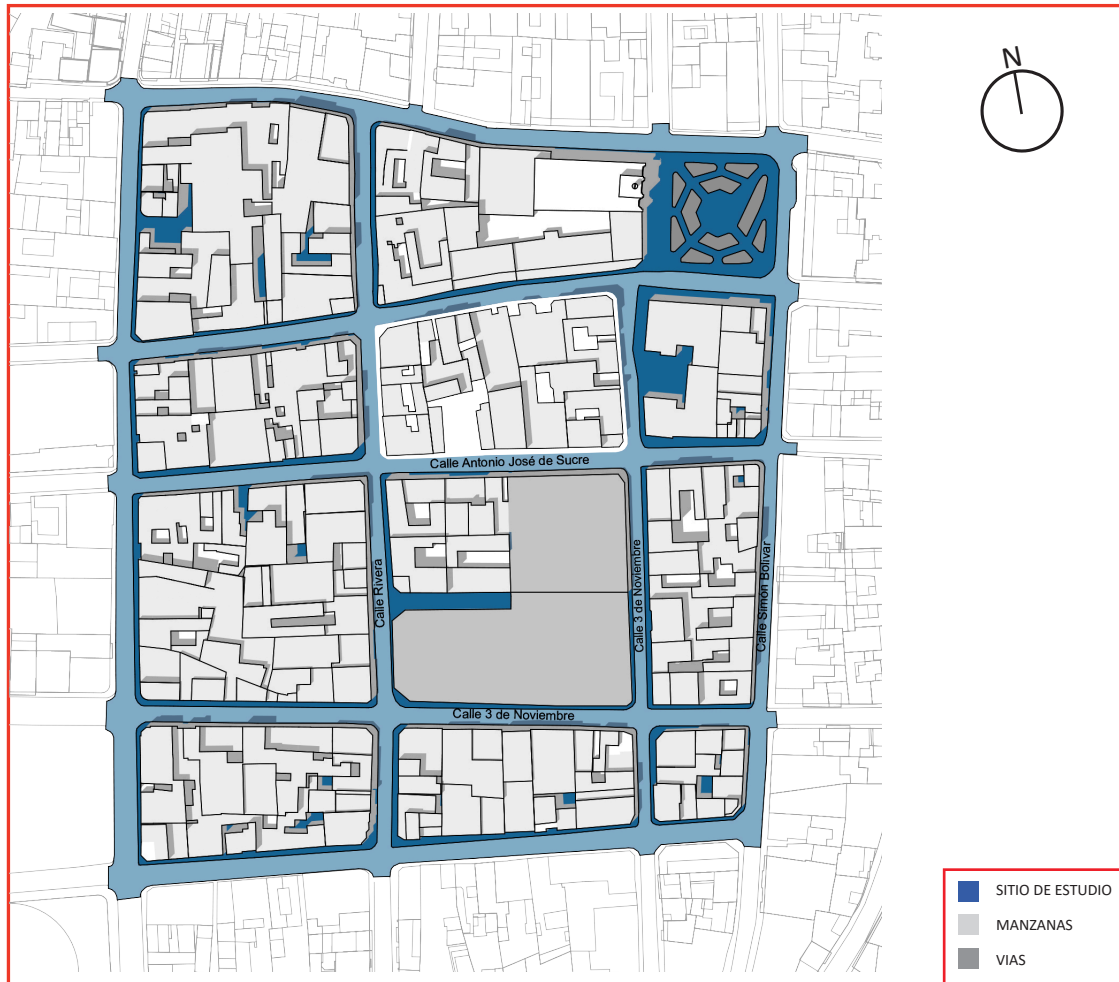 N
Calle Antonio José de Sucre
Calle Rivera
Calle 3 de Noviembre
Calle Simón Bolívar
Calle 3 de Noviembre
SITIO DE ESTUDIO
MANZANAS
VIAS